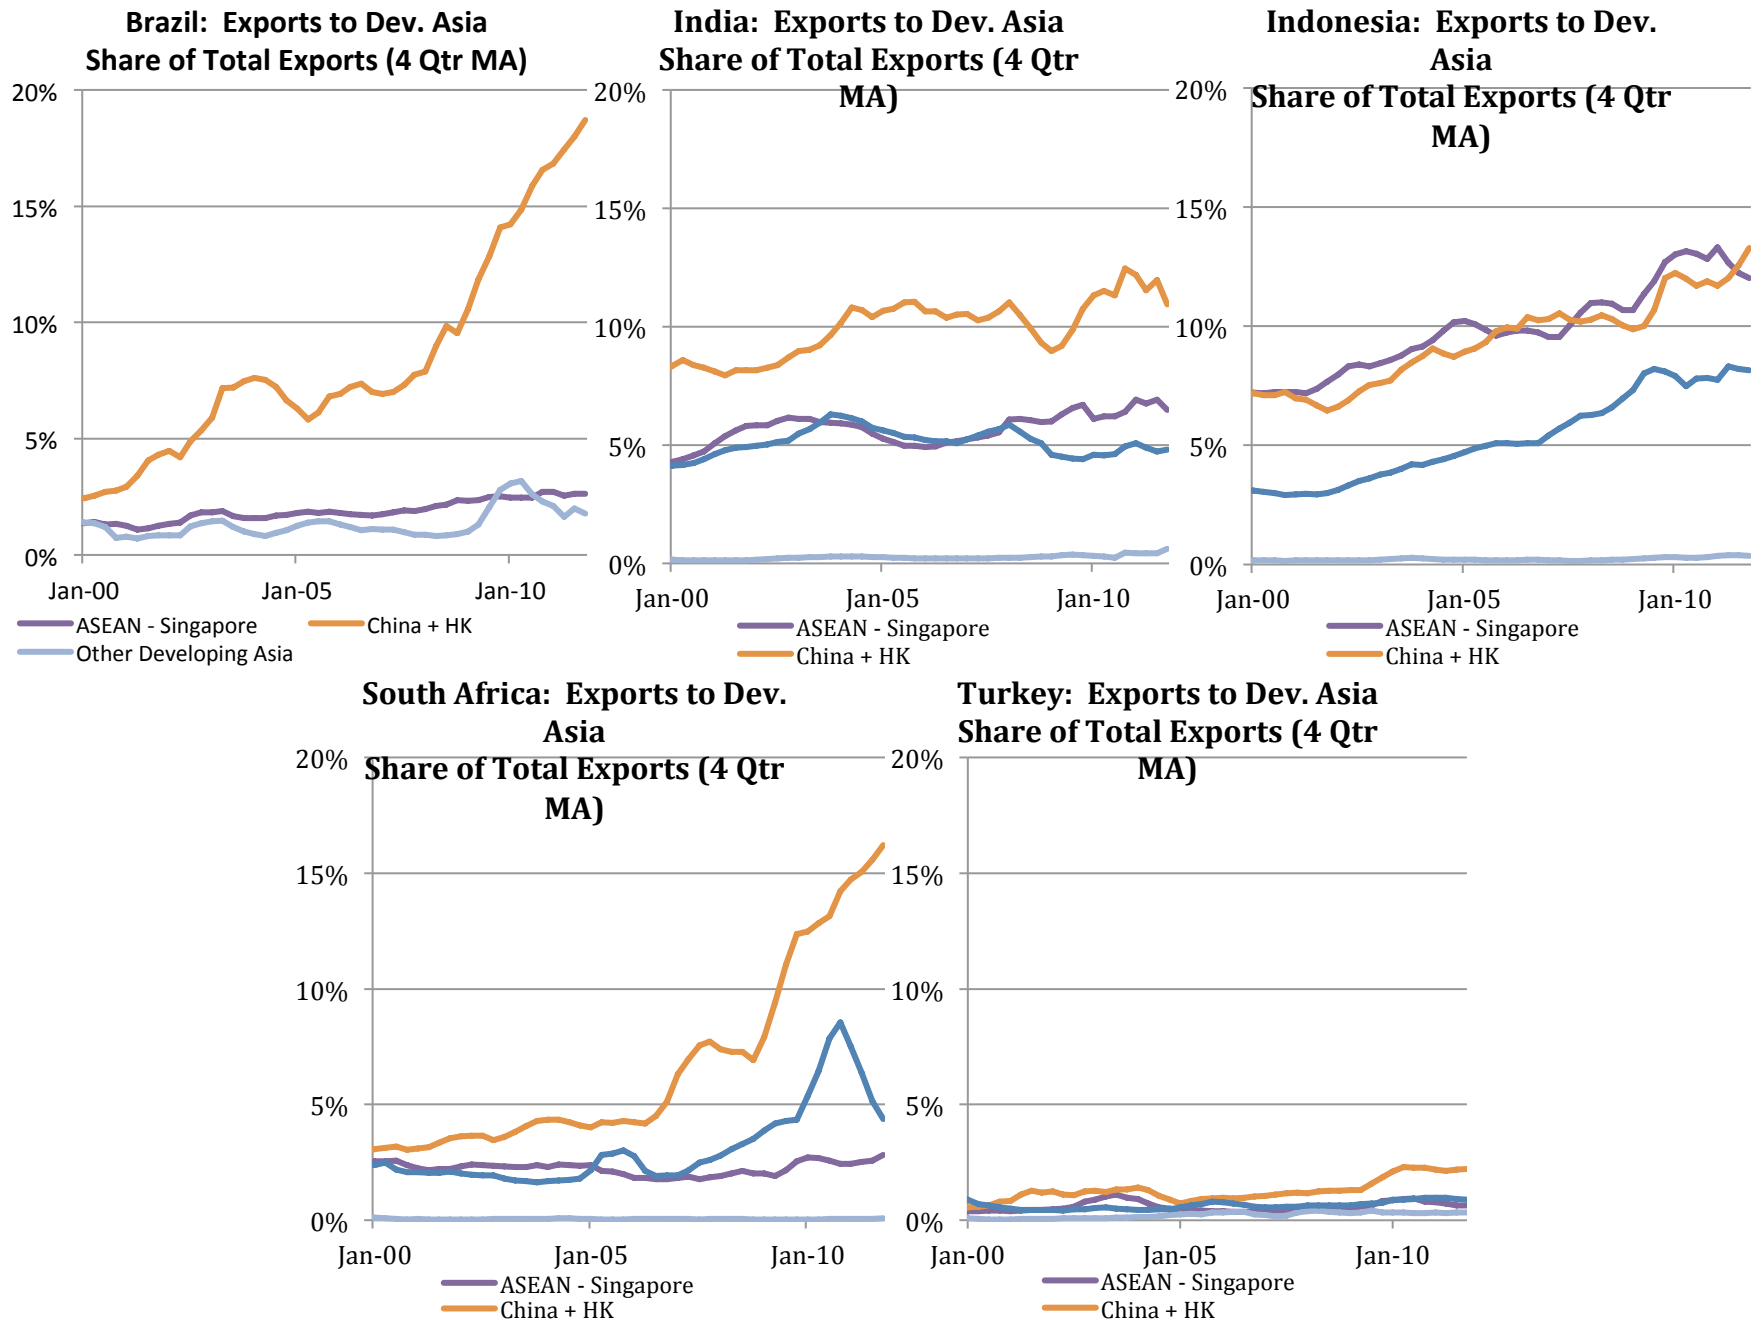 Brazil: Exports to Dev. Asia
Share of Total Exports (4 Qtr MA)
20%
15%
10%
5%
0%
Jan-00
Jan-05
Jan-10
ASEAN - Singapore
China + HK
Other Developing Asia
India: Exports to Dev. Asia
Share of Total Exports (4 Qtr
MA)
20%
15%
10%
5%
0%
Jan-00
Jan-05
Jan-10
ASEAN - Singapore
China + HK
Indonesia: Exports to Dev.
Asia
Share of Total Exports (4 Qtr
MA)
20%
15%
10%
5%
0%
Jan-00
Jan-05
Jan-10
ASEAN - Singapore
China + HK
South Africa: Exports to Dev.
Asia
Share of Total Exports (4 Qtr
MA)
20%
15%
10%
5%
0%
Jan-00
Jan-05
Jan-10
ASEAN - Singapore
China + HK
Turkey: Exports to Dev. Asia
Share of Total Exports (4 Qtr
MA)
20%
15%
10%
5%
0%
Jan-00
Jan-05
Jan-10
ASEAN - Singapore
China + HK